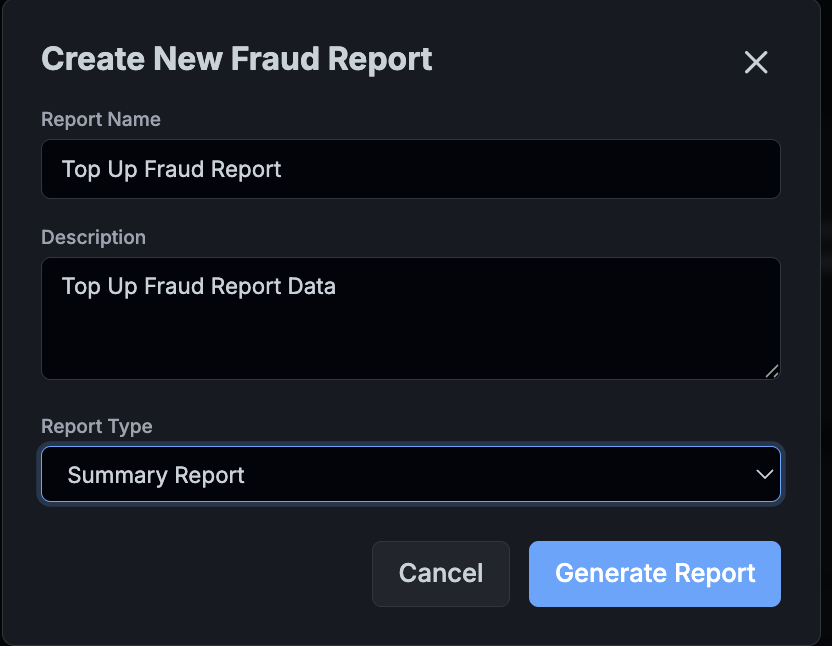 Create New Fraud Report
Report Name
Top Up Fraud Report
Description
Top Up Fraud Report Data
Report Type
Summary Report
Cancel
Generate Report